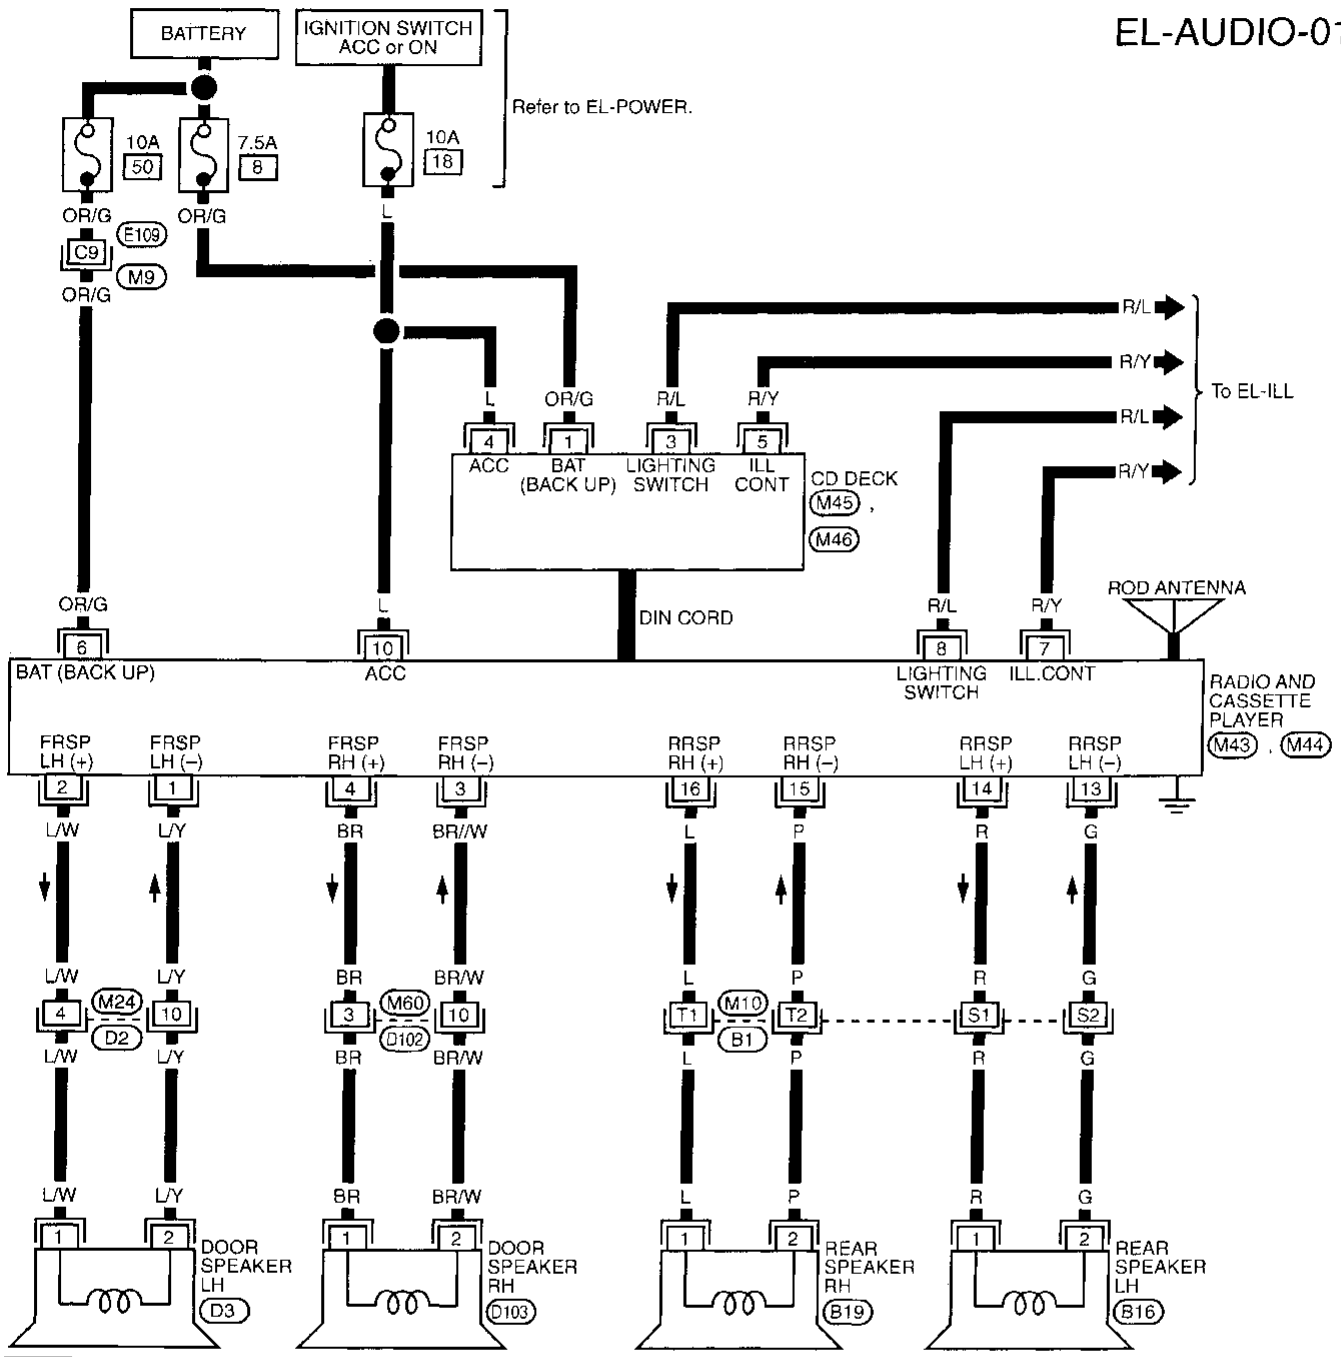 EL-AUDIO-01
BATTERY
IGNITION SWITCH
ACC or ON
Refer to EL-POWER.
10A
50
7.5A
8
10A
18
OR/G
OR/G
L
E109
C9
M9
OR/G
R/L
R/Y
To EL-ILL
R/L
R/Y
L
OR/G
R/L
R/Y
4
1
3
5
ACC
BAT
(BACK UP)
LIGHTING
SWITCH
ILL
CONT
CD DECK
M45 ,
M46
DIN CORD
ROD ANTENNA
OR/G
L
R/L
R/Y
6
10
8
7
BAT (BACK UP)
ACC
LIGHTING
SWITCH
ILL.CONT
RADIO AND
CASSETTE
PLAYER
M43 , M44
FRSP
LH (+)
FRSP
LH (–)
FRSP
RH (+)
FRSP
RH (–)
RRSP
RH (+)
RRSP
RH (–)
RRSP
LH (+)
RRSP
LH (–)
2
1
4
3
16
15
14
13
L/W
L/Y
BR
BR//W
L
P
R
G
L/W
L/Y
BR
BR/W
L
P
R
G
4
M24
D2
10
3
M60
D102
10
T1
M10
B1
T2
S1
S2
L/W
L/Y
BR
BR/W
L
P
R
G
L/W
L/Y
BR
BR/W
L
P
R
G
1
2
1
2
1
2
1
2
DOOR
SPEAKER
LH
D3
DOOR
SPEAKER
RH
D103
REAR
SPEAKER
RH
B19
REAR
SPEAKER
LH
B16